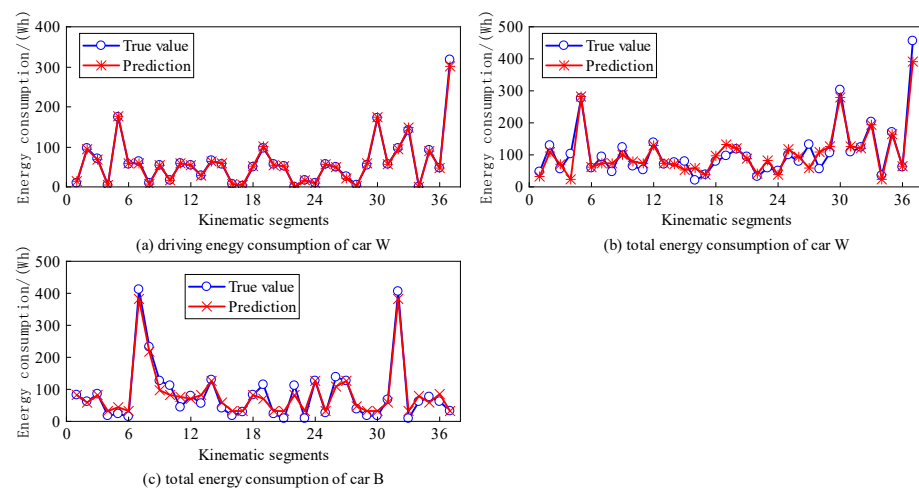 400
300
200
100
0
Energy consumption/(Wh)
True value
Prediction
0 6 12 18 24 30 36
Kinematic segments
(a) driving enegy consumption of car W
500
400
300
200
100
0
Energy consumption/(Wh)
True value
Prediction
0 6 12 18 24 30 36
Kinematic segments
(b) total energy consumption of car W
500
400
300
200
100
0
Energy consumption/(Wh)
True value
Prediction
0 6 12 18 24 30 36
Kinematic segments
(c) total energy consumption of car B